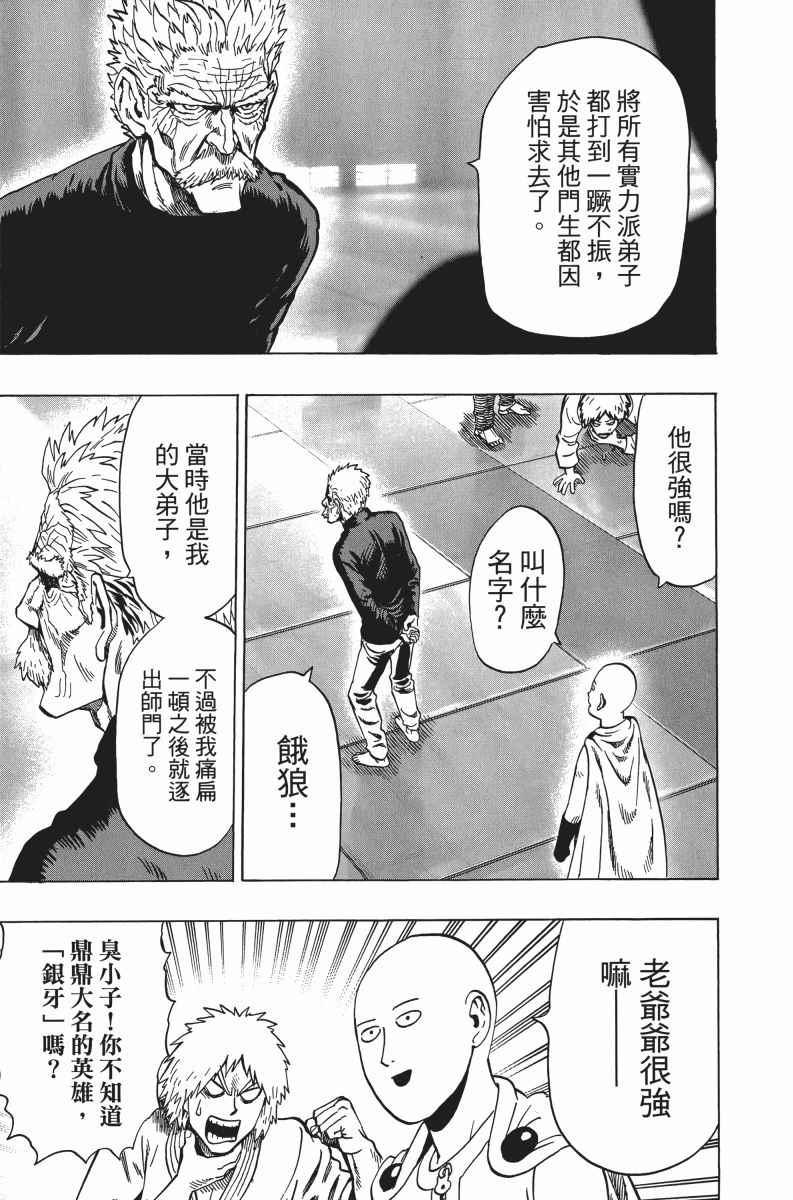 將所有實力派弟子
都打到一蹶不振，
於是其他門生都因
害怕求去了。
他很強嗎？
叫什麼
名字？
餓狼…
當時他是我
的大弟子，
不過被我痛扁
一頓之後就逐
出師門了。
老爺爺很強
嘛——
臭小子！你不知道
鼎鼎大名的英雄，
「銀牙」嗎？